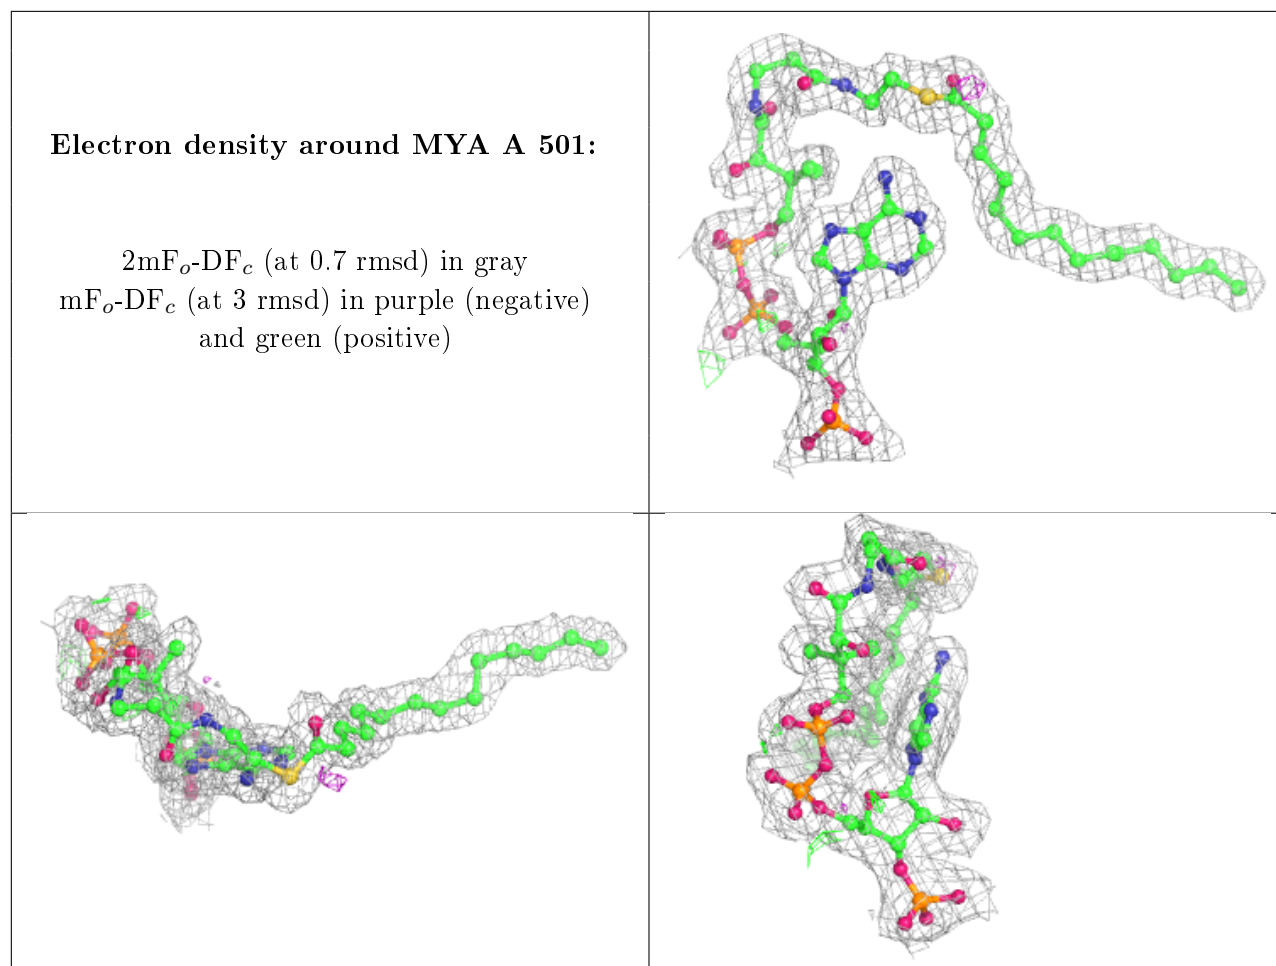 Electron density around MYA A 501:
2mFo-DFc (at 0.7 rmsd) in gray
mFo-DFc (at 3 rmsd) in purple (negative)
and green (positive)